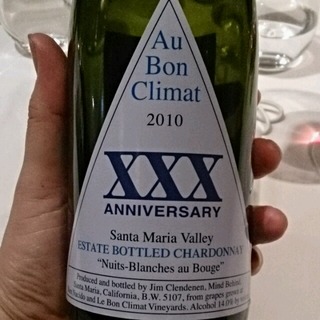 Au
Bon
Climat
2010
XXX
ANNIVERSARY
Santa Maria Valley
ESTATE BOTTLED CHARDONNAY
"Nuits-Blanches au Bouge"
Produced and bottled by Jim Clendenen, Mind Behind,
Santa Maria, California, B.W. 5107, from grapes grown at
Nacido and Le Bon Climat Vineyards. Alcohol 14.0%